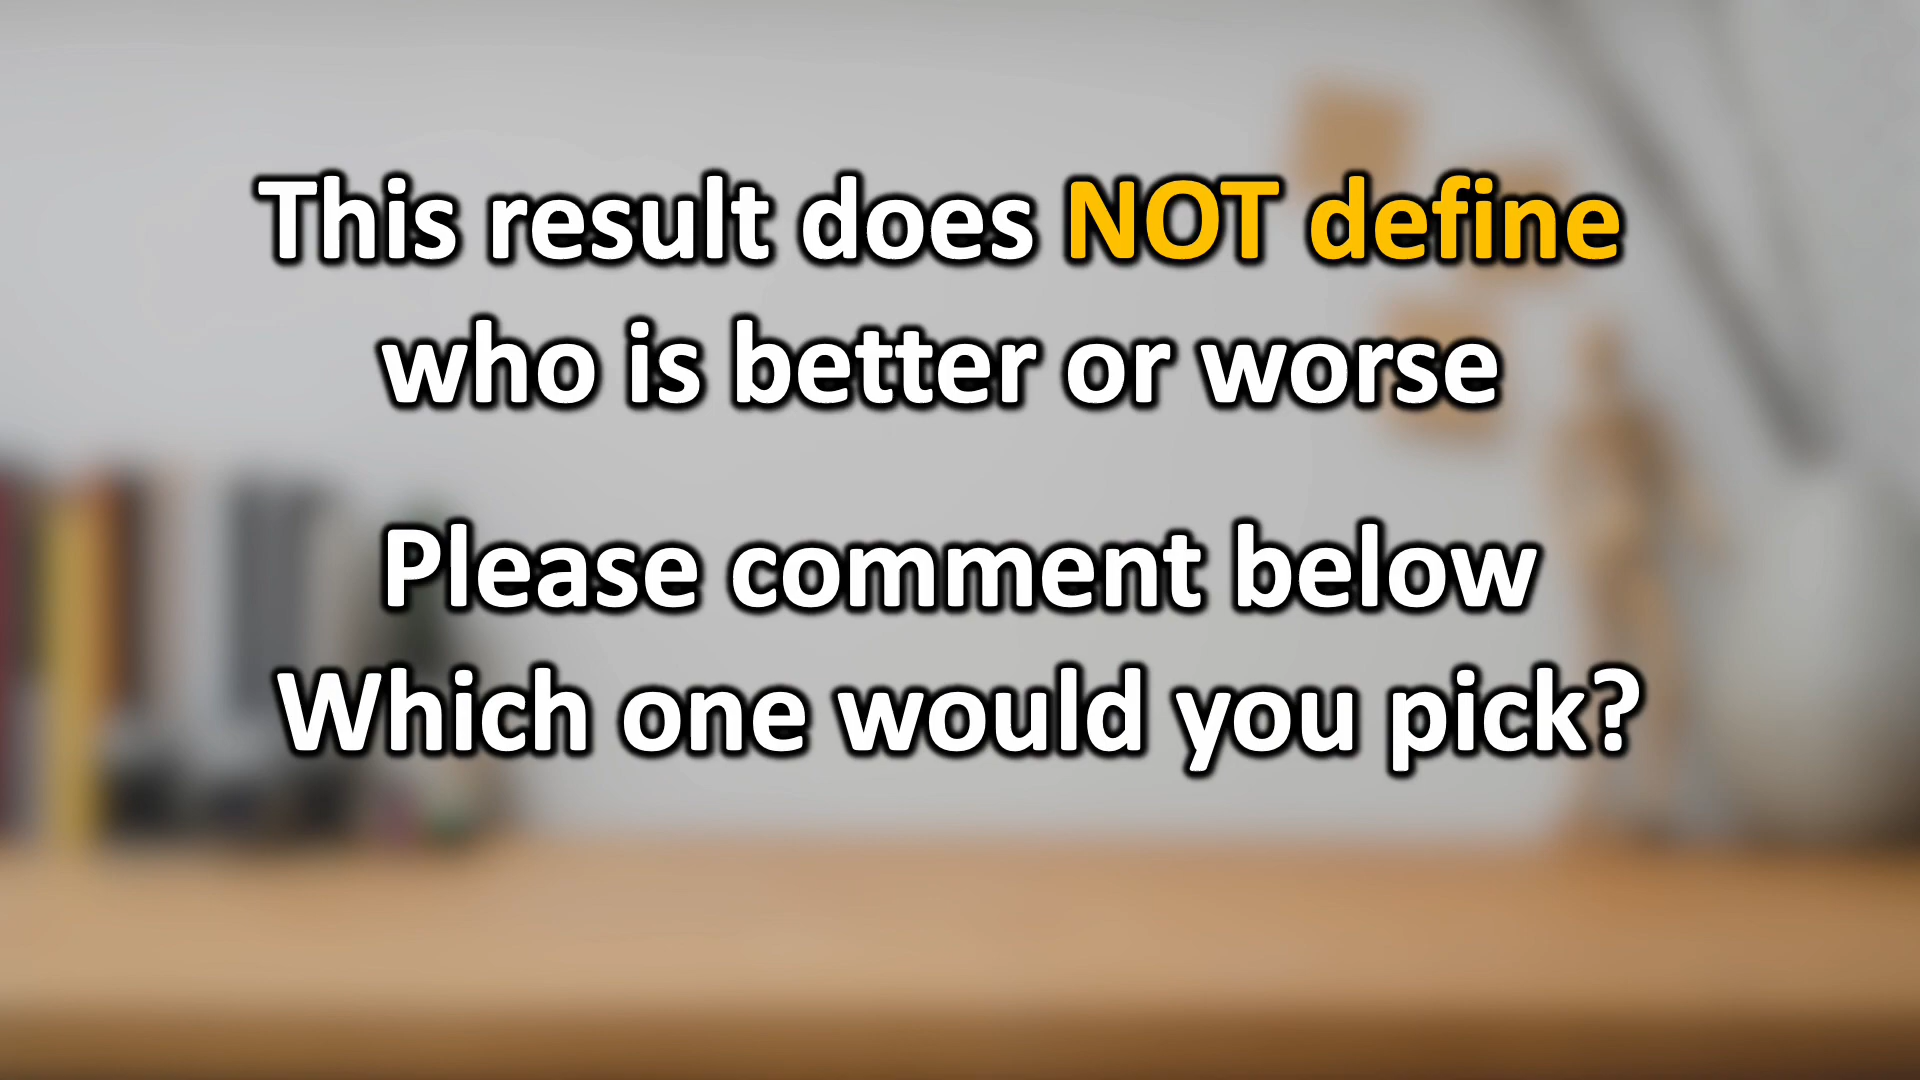 This result does NOT define
who is better or worse
Please comment below
Which one would you pick?